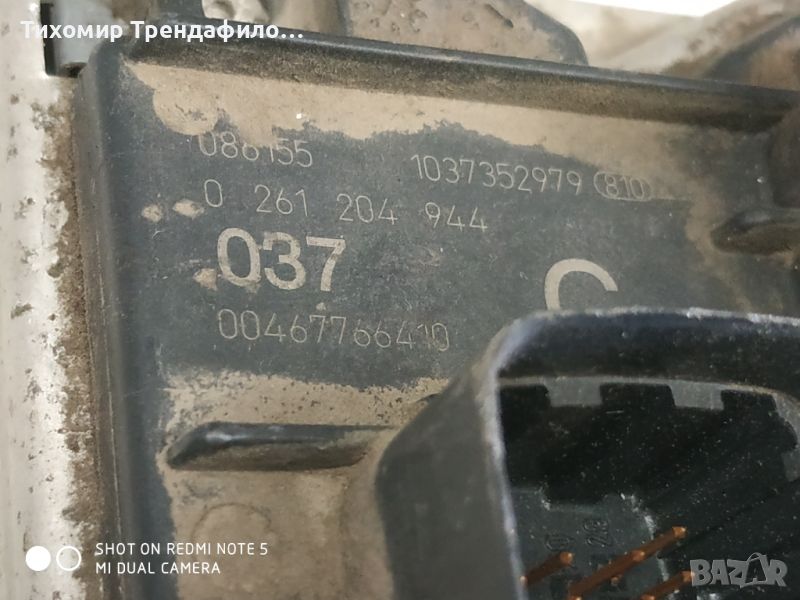 Тихомир Трендафило...
086155 1037352979 810
0 261 204 944
037
C
00467766410
SHOT ON REDMI NOTE 5
MI DUAL CAMERA
BAZAR